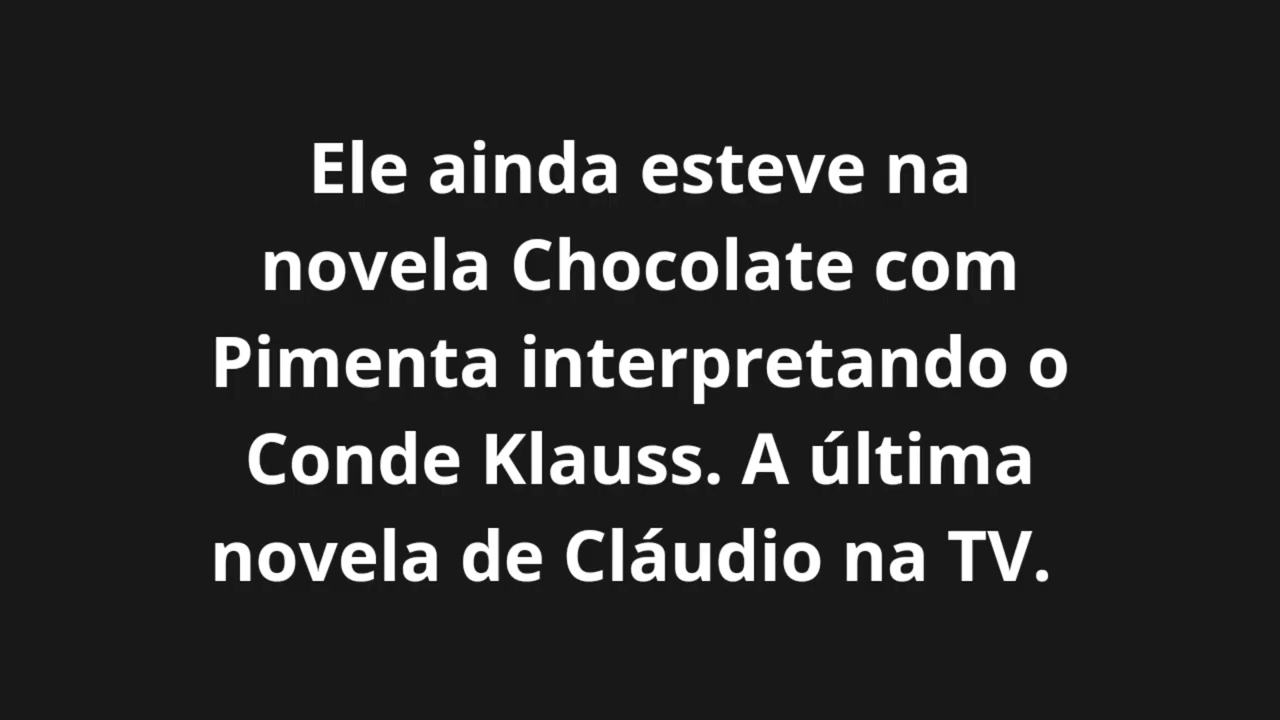 Ele ainda esteve na
novela Chocolate com
Pimenta interpretando o
Conde Klauss. A última
novela de Cláudio na TV.